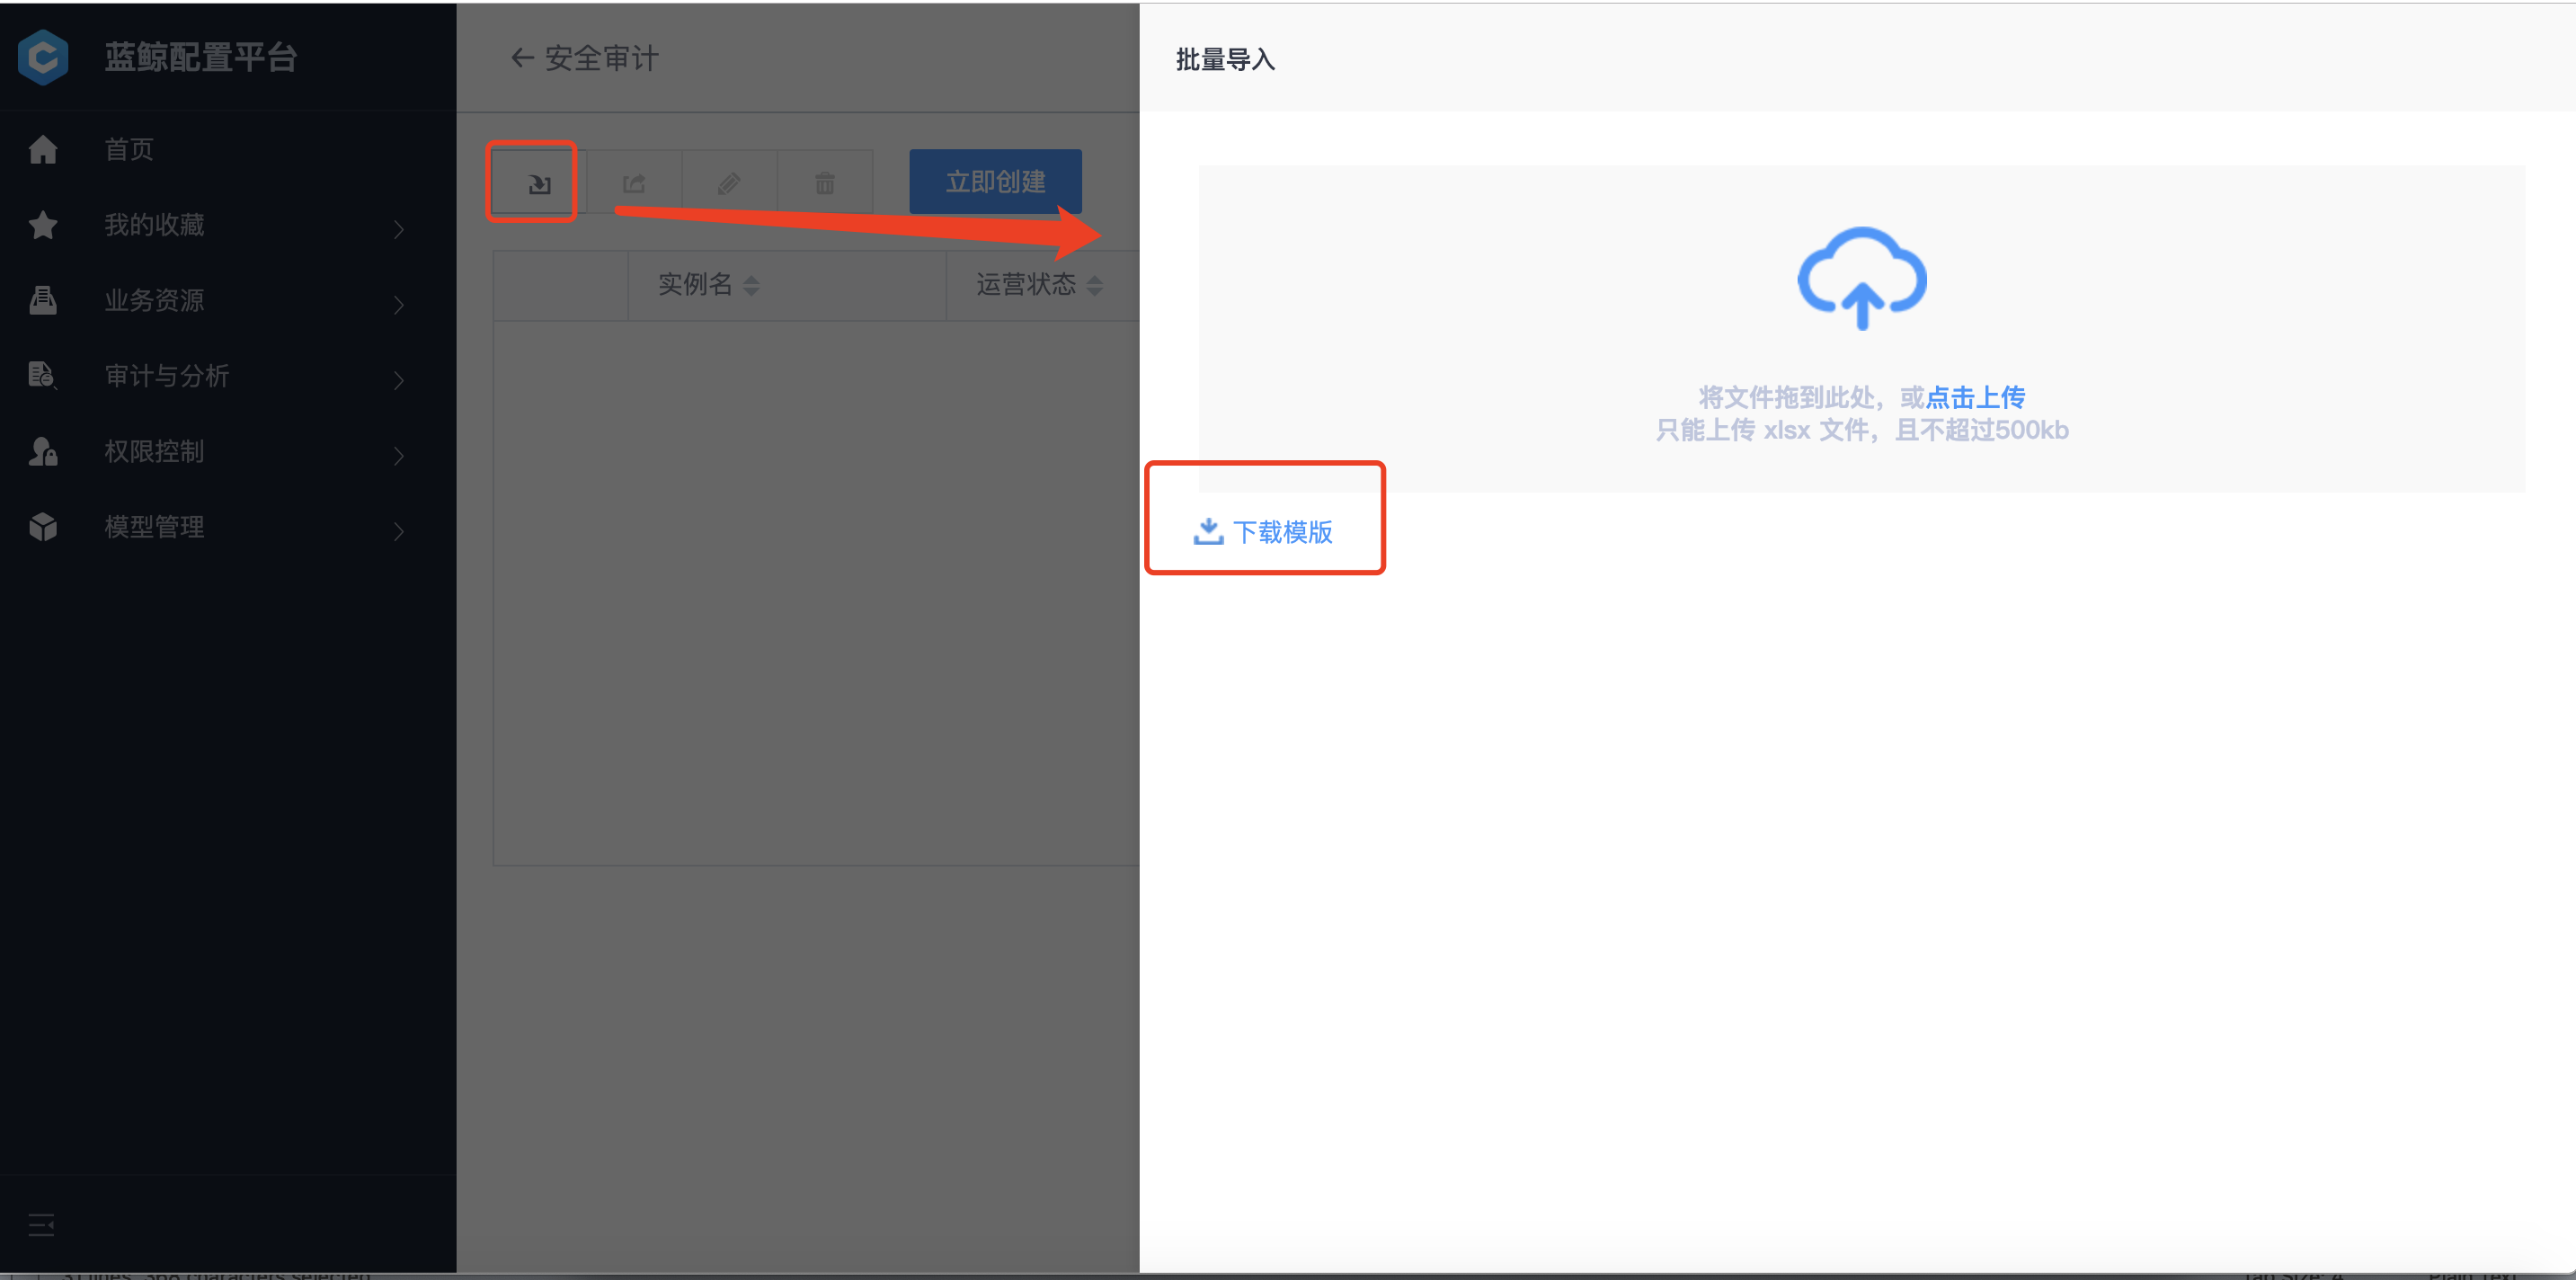 蓝鲸配置平台
首页
我的收藏
业务资源
审计与分析
权限控制
模型管理
安全审计
立即创建
实例名
运营状态
批量导入
将文件拖到此处，或点击上传
只能上传 xlsx 文件，且不超过500kb
下载模版